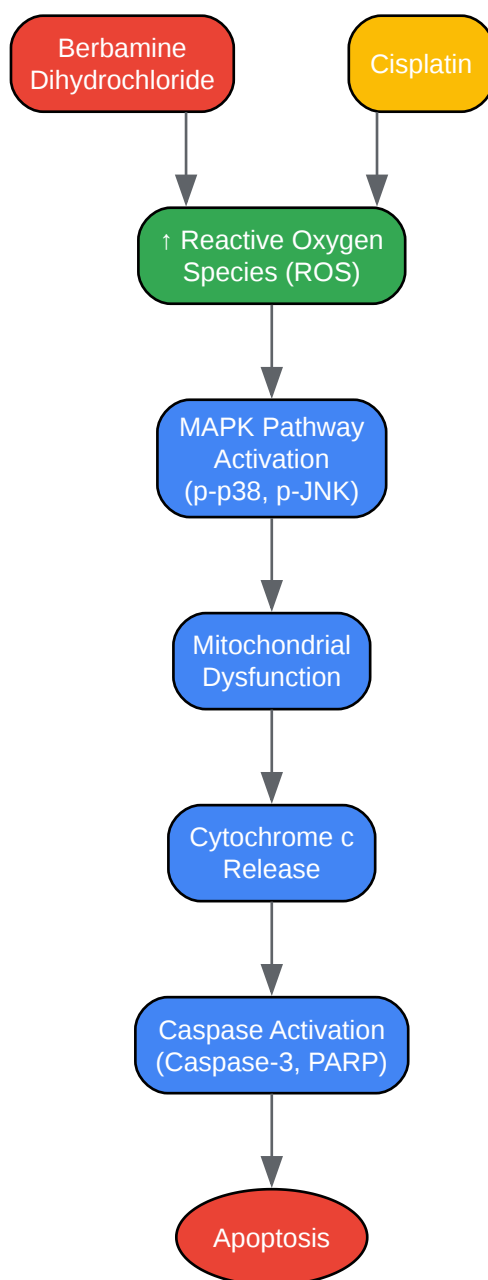 Berbamine
Dihydrochloride
Cisplatin
↑ Reactive Oxygen
Species (ROS)
MAPK Pathway
Activation
(p-p38, p-JNK)
Mitochondrial
Dysfunction
Cytochrome c
Release
Caspase Activation
(Caspase-3, PARP)
Apoptosis